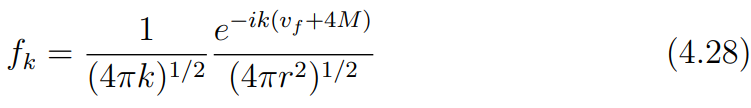 f_k = \frac{1}{(4\pi k)^{1/2}} \frac{e^{-ik(v_f+4M)}}{(4\pi r^2)^{1/2}} (4.28)